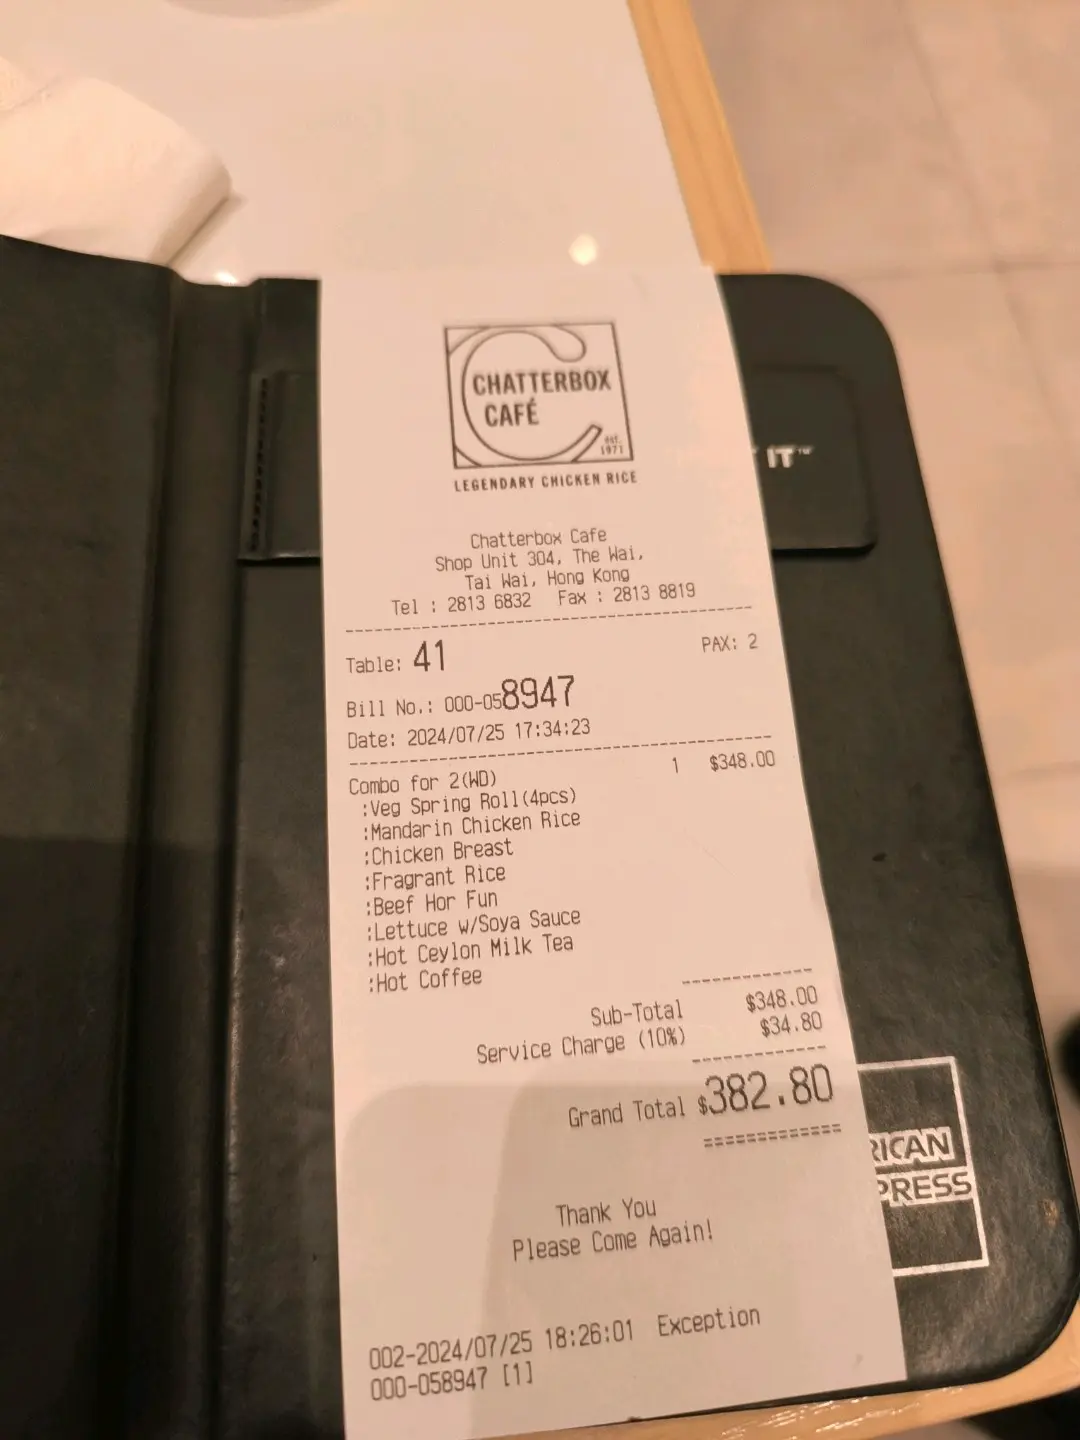 CHATTERBOX
CAFÉ
est.
1971
LEGENDARY CHICKEN RICE
IT™
Chatterbox Cafe
Shop Unit 304, The Wai,
Tai Wai, Hong Kong
Tel : 2813 6832 Fax : 2813 8819
Table: 41 PAX: 2
Bill No.: 000-058947
Date: 2024/07/25 17:34:23
Combo for 2(WD) 1 $348.00
:Veg Spring Roll(4pcs)
:Mandarin Chicken Rice
:Chicken Breast
:Fragrant Rice
:Beef Hor Fun
:Lettuce w/Soya Sauce
:Hot Ceylon Milk Tea
:Hot Coffee
Sub-Total $348.00
Service Charge (10%) $34.80
Grand Total $382.80
RICAN
PRESS
Thank You
Please Come Again!
002-2024/07/25 18:26:01 Exception
000-058947 [1]